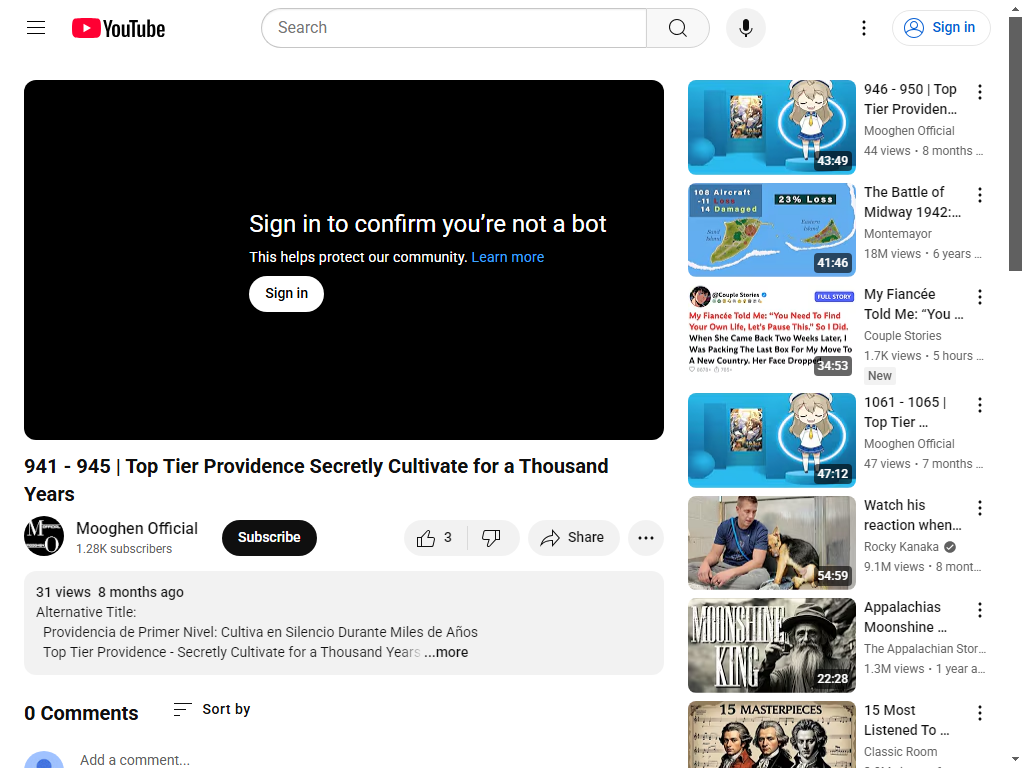 YouTube
Search
Sign in
Sign in to confirm you’re not a bot
This helps protect our community. Learn more
Sign in
941 - 945 | Top Tier Providence Secretly Cultivate for a Thousand
Years
Mooghen Official
1.28K subscribers
Subscribe
3
Share
31 views 8 months ago
Alternative Title:
Providencia de Primer Nivel: Cultiva en Silencio Durante Miles de Años
Top Tier Providence - Secretly Cultivate for a Thousand Years ...more
0 Comments
Sort by
Add a comment...
43:49
946 - 950 | Top
Tier Providen...
Mooghen Official
44 views • 8 months ...
108 Aircraft
-11 Loss
14 Damaged
23% Loss
Sand
Island
Eastern
Island
41:46
The Battle of
Midway 1942:...
Montemayor
18M views • 6 years ...
@Couple Stories
FULL STORY
My Fiancée Told Me: “You Need To Find
Your Own Life, Let's Pause This.” So I Did.
When She Came Back Two Weeks Later, I
Was Packing The Last Box For My Move To
A New Country. Her Face Dropped
34:53
My Fiancée
Told Me: “You ...
Couple Stories
1.7K views • 5 hours ...
New
47:12
1061 - 1065 |
Top Tier ...
Mooghen Official
47 views • 7 months ...
54:59
Watch his
reaction when...
Rocky Kanaka
9.1M views • 8 mont...
MOONSHINE
KING
22:28
Appalachias
Moonshine ...
The Appalachian Stor...
1.3M views • 1 year a...
15 MASTERPIECES
15 Most
Listened To ...
Classic Room